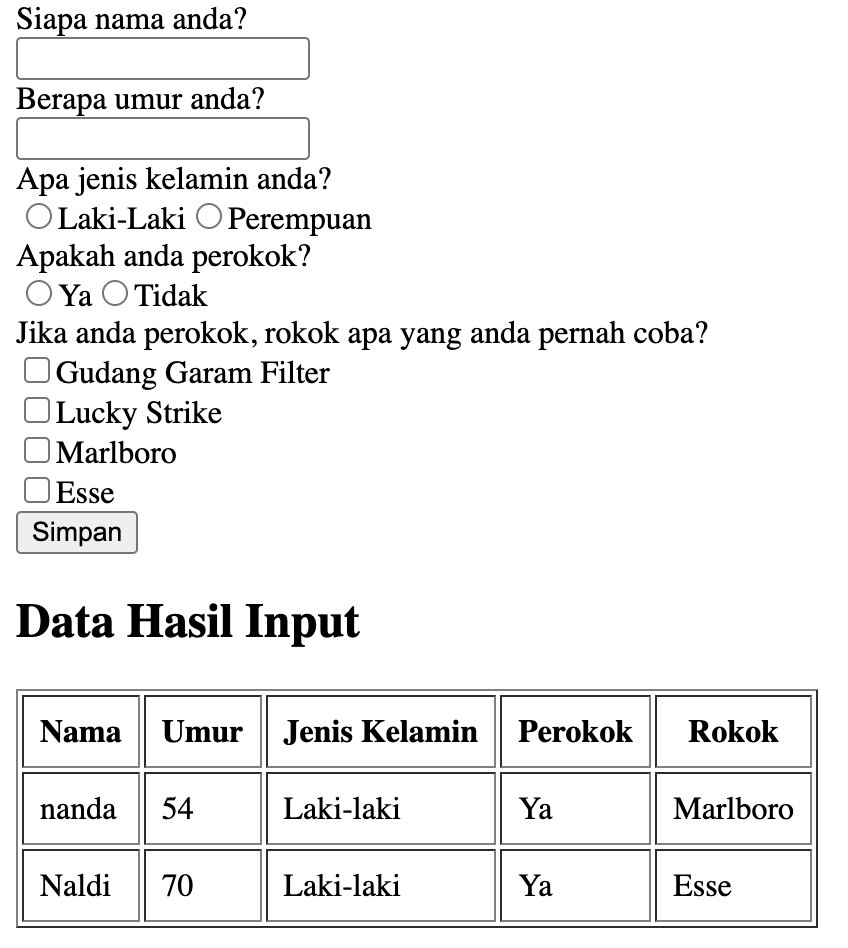 Siapa nama anda?
Berapa umur anda?
Apa jenis kelamin anda?
Laki-Laki Perempuan
Apakah anda perokok?
Ya Tidak
Jika anda perokok, rokok apa yang anda pernah coba?
Gudang Garam Filter
Lucky Strike
Marlboro
Esse
Simpan
Data Hasil Input
Nama Umur Jenis Kelamin Perokok Rokok
nanda 54 Laki-laki Ya Marlboro
Naldi 70 Laki-laki Ya Esse